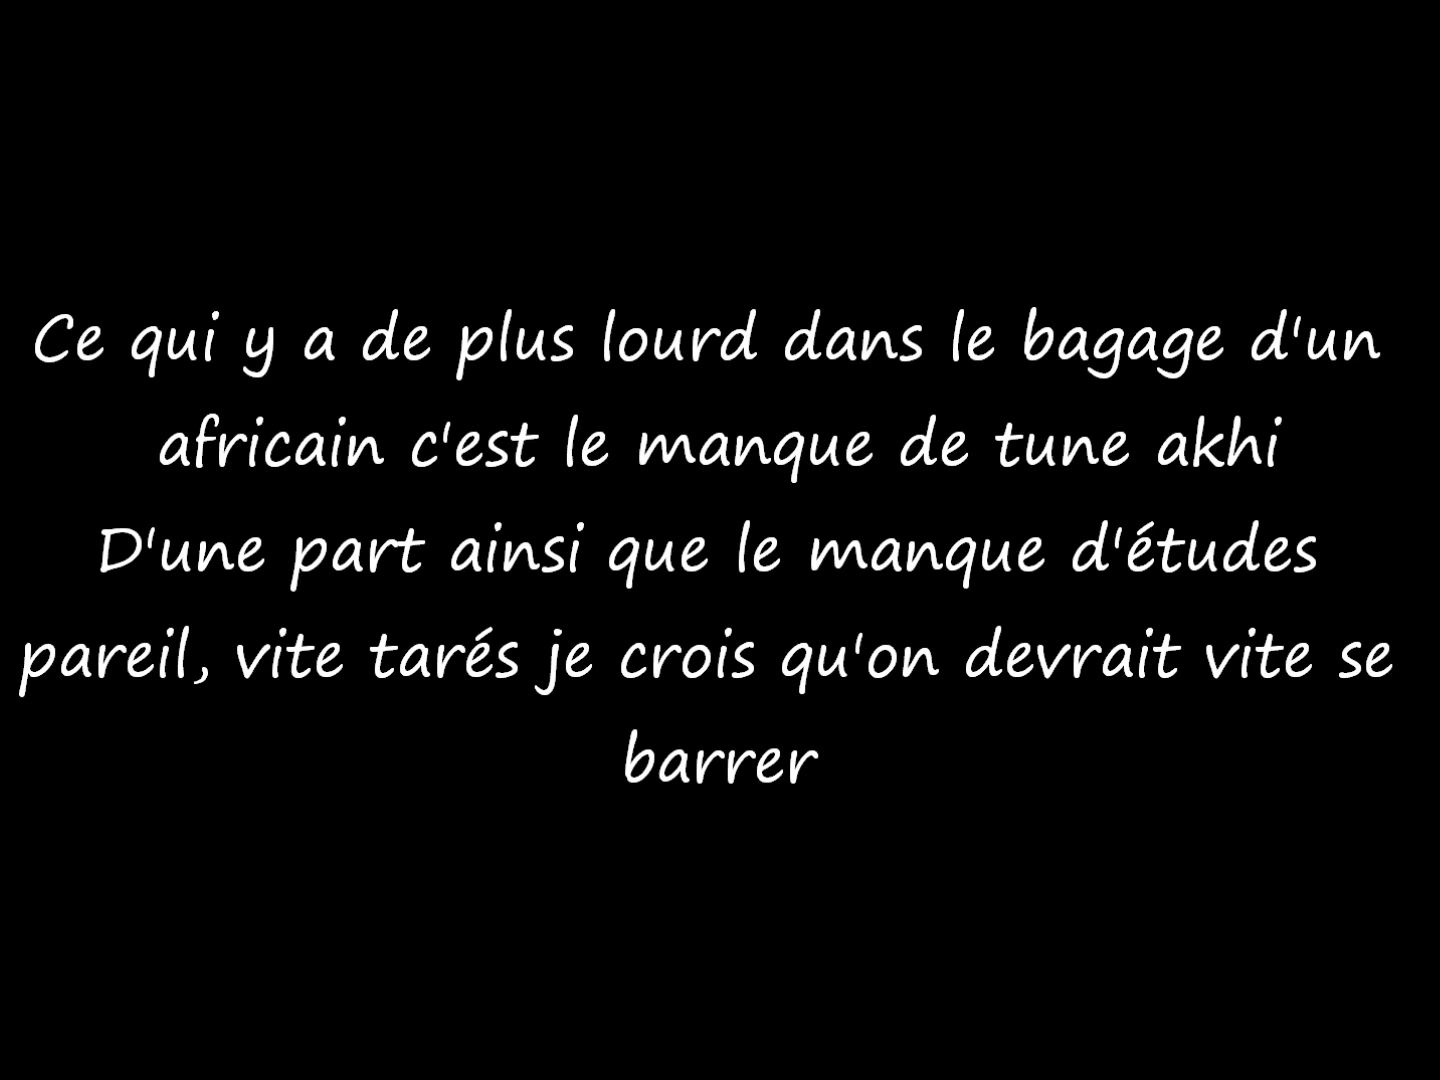 Ce qui y a de plus lourd dans le bagage d'un
africain c'est le manque de tune akhi
D'une part ainsi que le manque d'études
pareil, vite tarés je crois qu'on devrait vite se
barrer